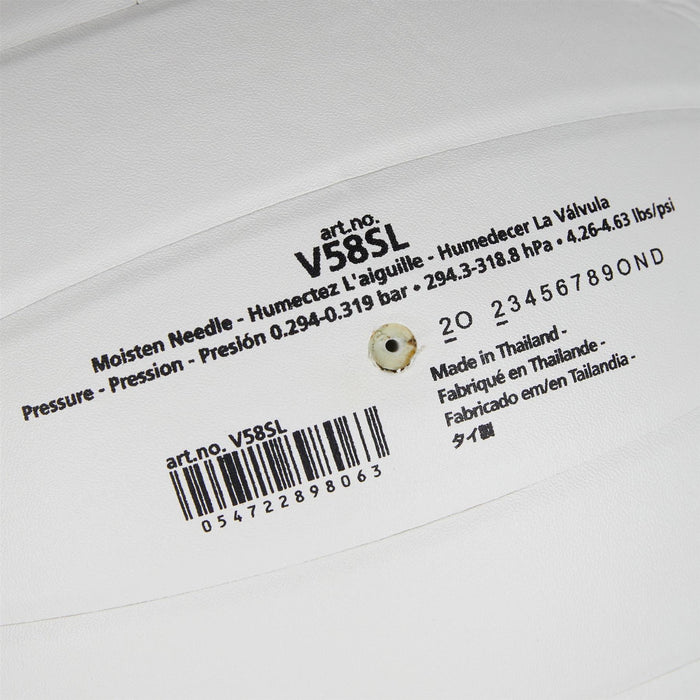 art.no.
V58SL
Moisten Needle - Humectez L'aiguille - Humedecer La Válvula
Pressure - Pression - Presión 0.294-0.319 bar • 294.3-318.8 hPa • 4.26-4.63 lbs/psi
20 23456789OND
Made in Thailand -
Fabriqué en Thaïlande -
Fabricado em/en Tailandia -
タイ製
art.no. V58SL
054722898063